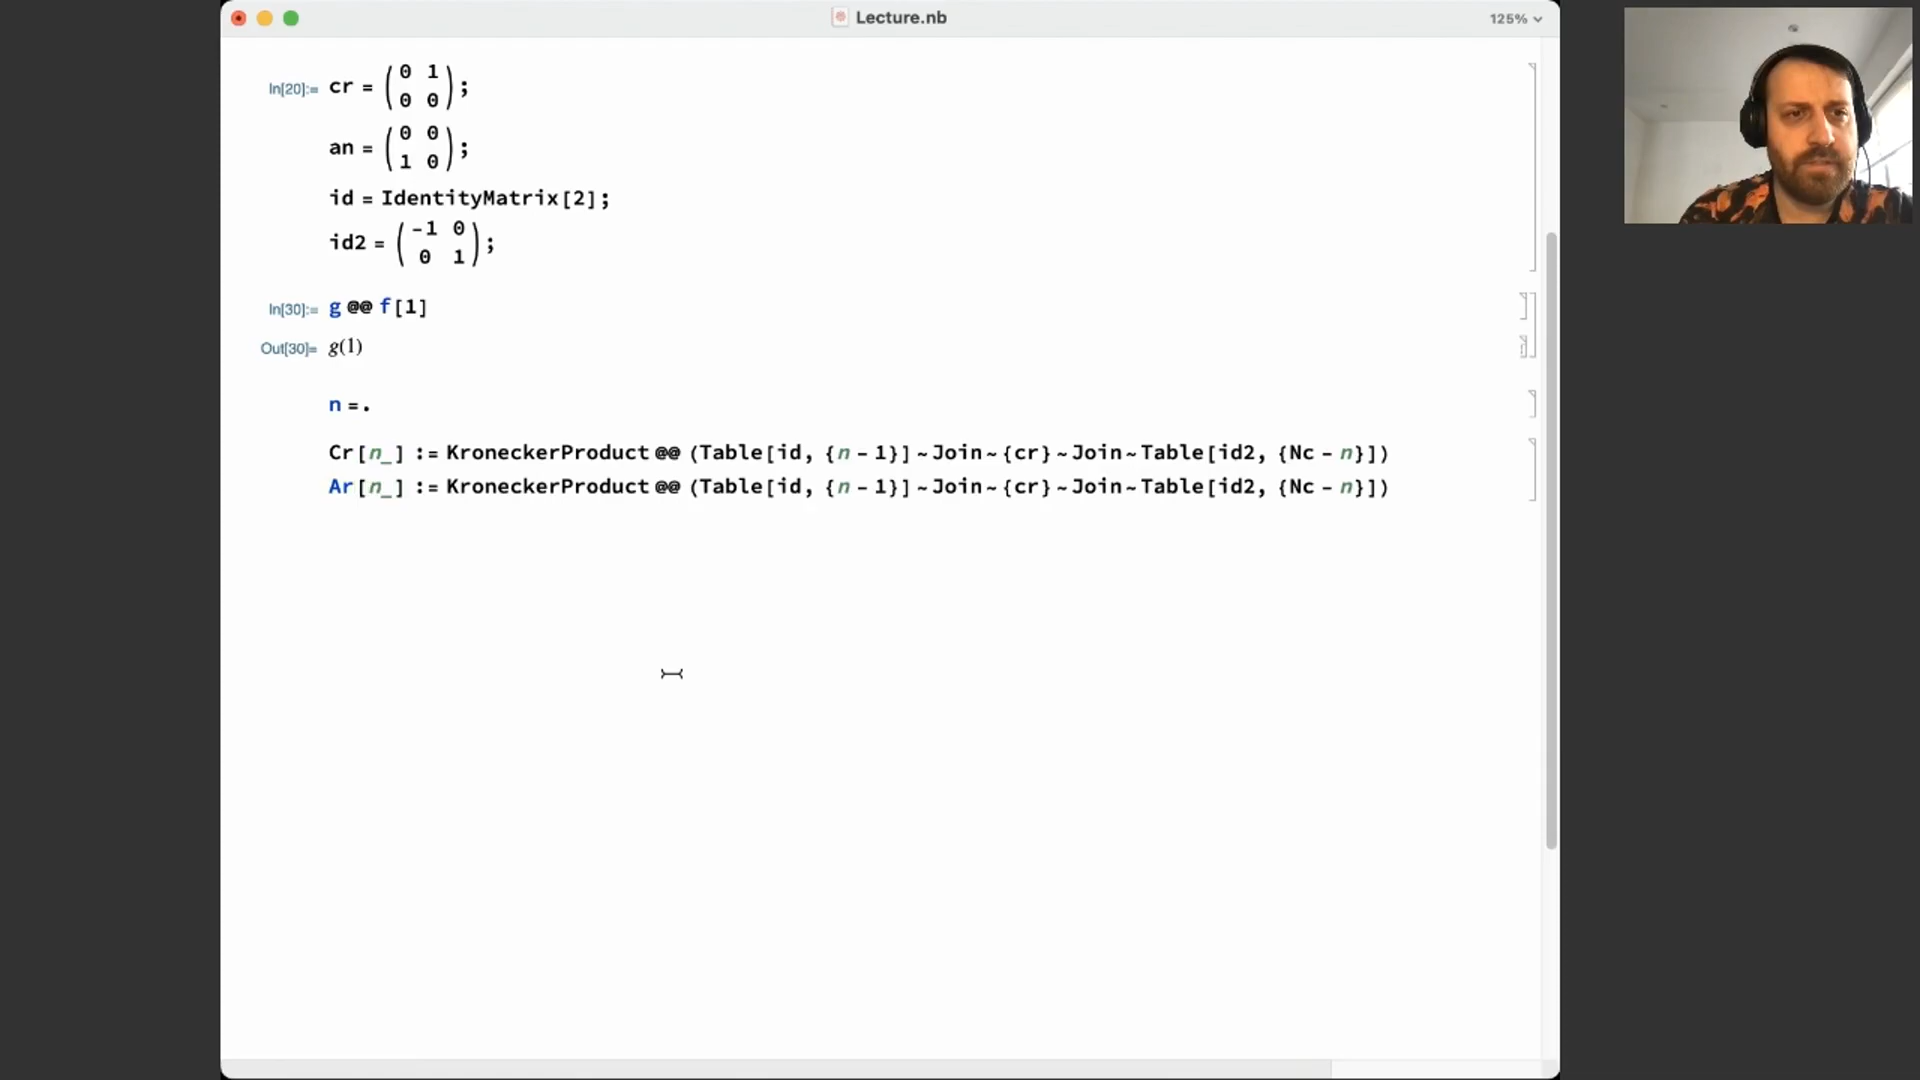 Lecture.nb
125%
In[20]:= cr = ( 0 1
0 0 ) ;
an = ( 0 0
1 0 ) ;
id = IdentityMatrix[2];
id2 = ( -1 0
0 1 ) ;
In[30]:= g @@ f[1]
Out[30]= g(1)
n =.
Cr[n_] := KroneckerProduct @@ (Table[id, {n - 1}] ~ Join ~ {cr} ~ Join ~ Table[id2, {Nc - n}])
Ar[n_] := KroneckerProduct @@ (Table[id, {n - 1}] ~ Join ~ {cr} ~ Join ~ Table[id2, {Nc - n}])